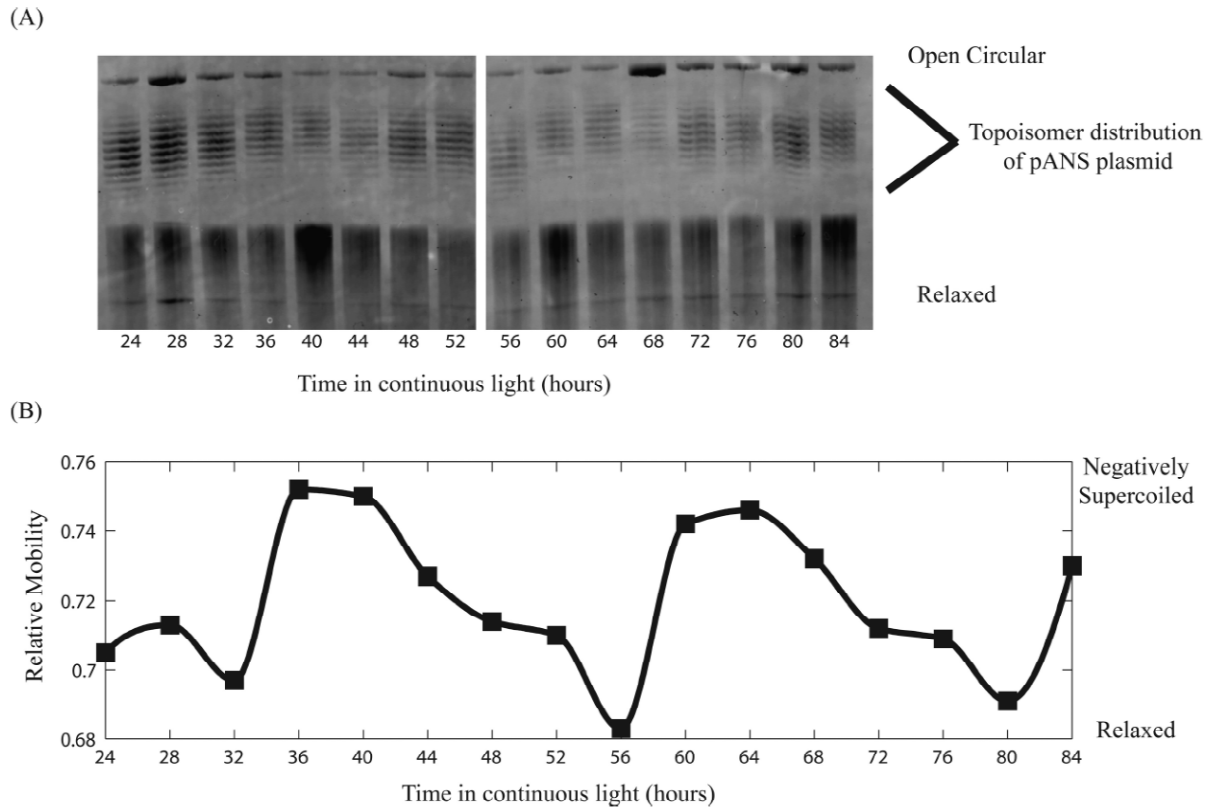 (A)
Open Circular
Topoisomer distribution
of pANS plasmid
Relaxed
24 28 32 36 40 44 48 52 56 60 64 68 72 76 80 84
Time in continuous light (hours)
(B)
0.76
0.74
0.72
0.7
0.68
Relative Mobility
Negatively
Supercoiled
Relaxed
24 28 32 36 40 44 48 52 56 60 64 68 72 76 80 84
Time in continuous light (hours)